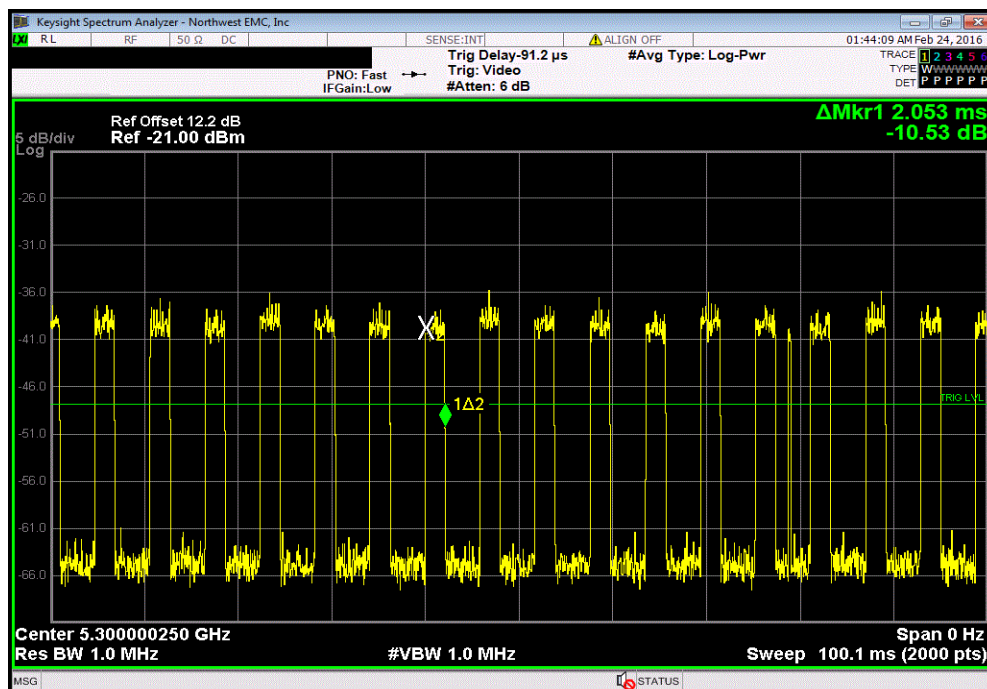 Keysight Spectrum Analyzer - Northwest EMC, Inc
LXI RL RF 50 Ω DC SENSE:INT ALIGN OFF 01:44:09 AM Feb 24, 2016
Trig Delay-91.2 µs #Avg Type: Log-Pwr TRACE 1 2 3 4 5 6
PNO: Fast Trig: Video TYPE WWWWWW
IFGain:Low #Atten: 6 dB DET P P P P P P
ΔMkr1 2.053 ms
-10.53 dB
Ref Offset 12.2 dB
5 dB/div Ref -21.00 dBm
Log
-26.0
-31.0
-36.0
-41.0
X2
-46.0
1Δ2
TRIG LVL
-51.0
-56.0
-61.0
-66.0
Center 5.300000250 GHz Span 0 Hz
Res BW 1.0 MHz #VBW 1.0 MHz Sweep 100.1 ms (2000 pts)
MSG STATUS